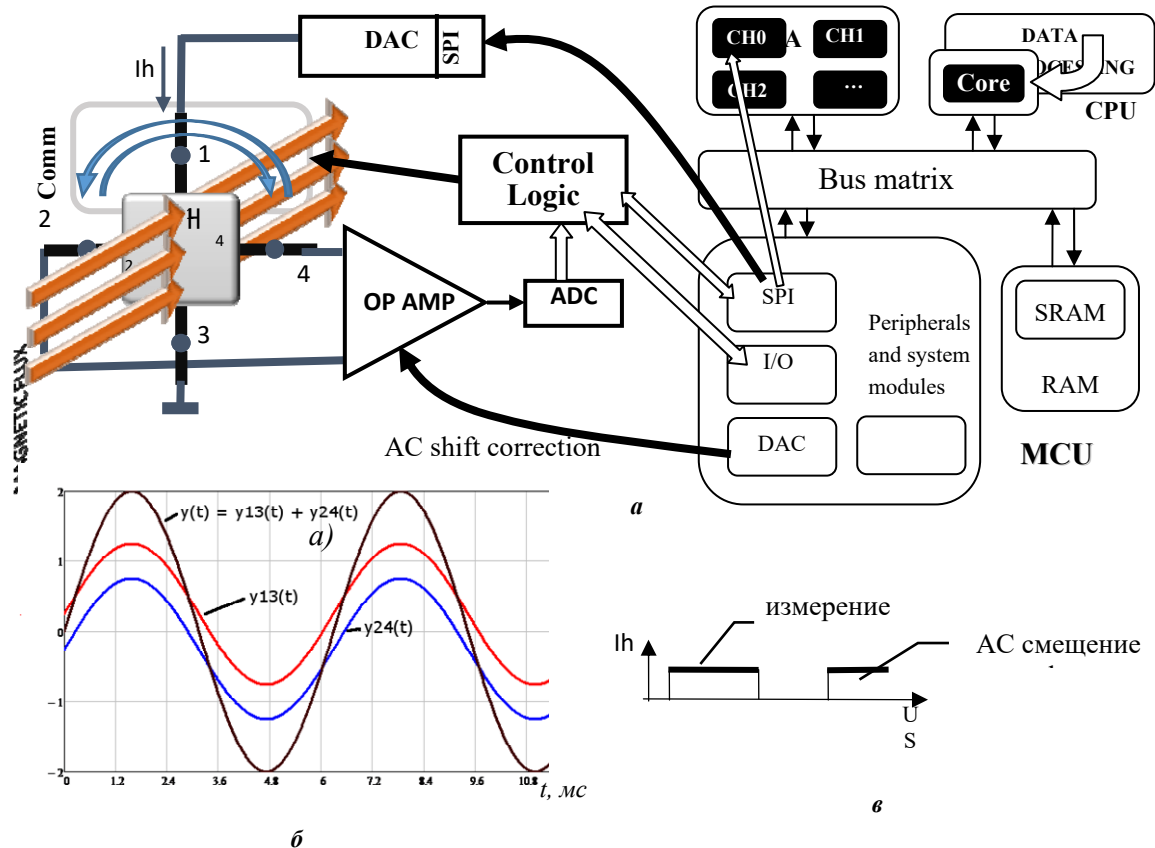 DAC
SPI
Ih
Comm
1
2
H
4
2
4
3
OP AMP
ADC
Control
Logic
CH0
A
CH1
CH2
...
DATA
Core
CPU
Bus matrix
SPI
I/O
DAC
Peripherals
and system
modules
SRAM
RAM
MCU
AC shift correction
а
2
1
0
−1
−2
y(t) = y13(t) + y24(t)
а)
y13(t)
y24(t)
0
1.2
2.4
3.6
4.8
6
7.2
8.4
9.6
10.8
t, мс
б
измерение
Ih
АС смещение
U
S
в